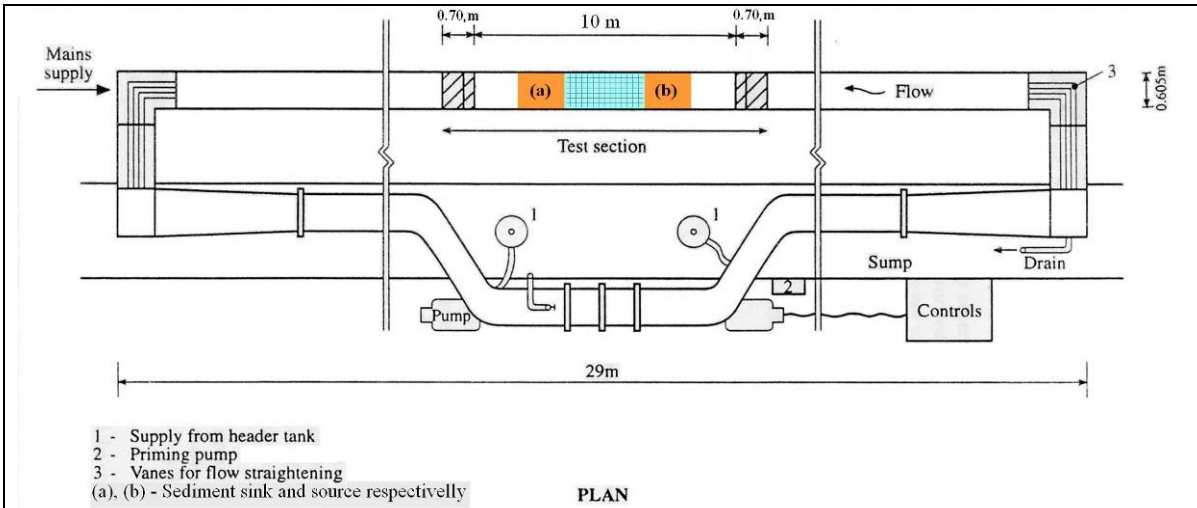 0.70, m
10 m
0.70, m
Mains
supply
(a)
(b)
Flow
3
0.605m
Test section
1
1
Sump
Drain
2
Pump
Controls
29m
1 - Supply from header tank
2 - Priming pump
3 - Vanes for flow straightening
(a), (b) - Sediment sink and source respectivelly
PLAN